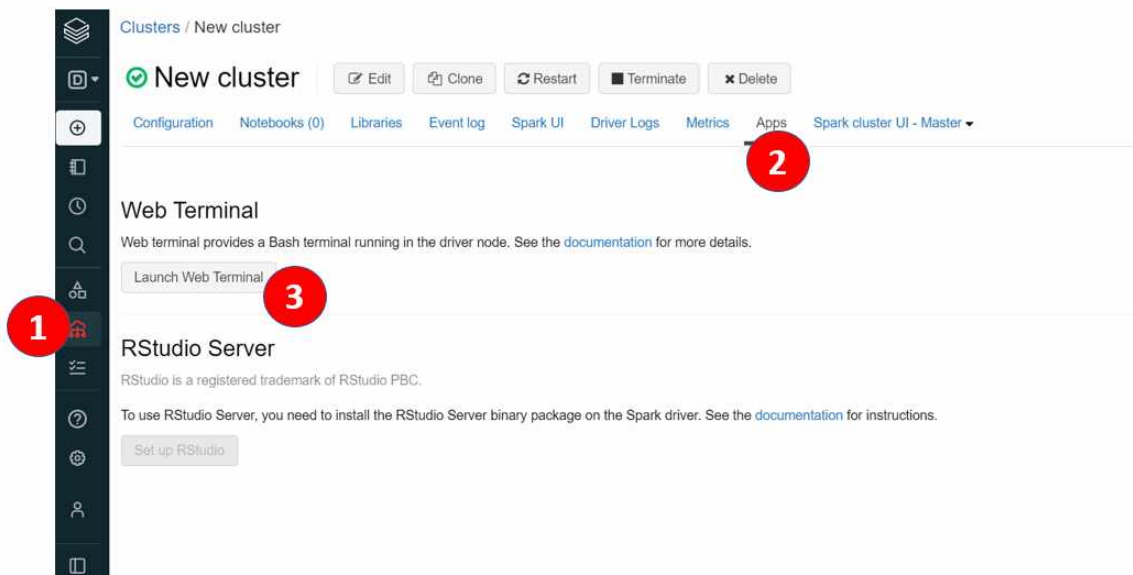 Clusters / New cluster
D
New cluster Edit Clone Restart Terminate Delete
Configuration Notebooks (0) Libraries Event log Spark UI Driver Logs Metrics Apps Spark cluster UI - Master
2
Web Terminal
Web terminal provides a Bash terminal running in the driver node. See the documentation for more details.
Launch Web Terminal
3
1
RStudio Server
RStudio is a registered trademark of RStudio PBC.
To use RStudio Server, you need to install the RStudio Server binary package on the Spark driver. See the documentation for instructions.
Set up RStudio